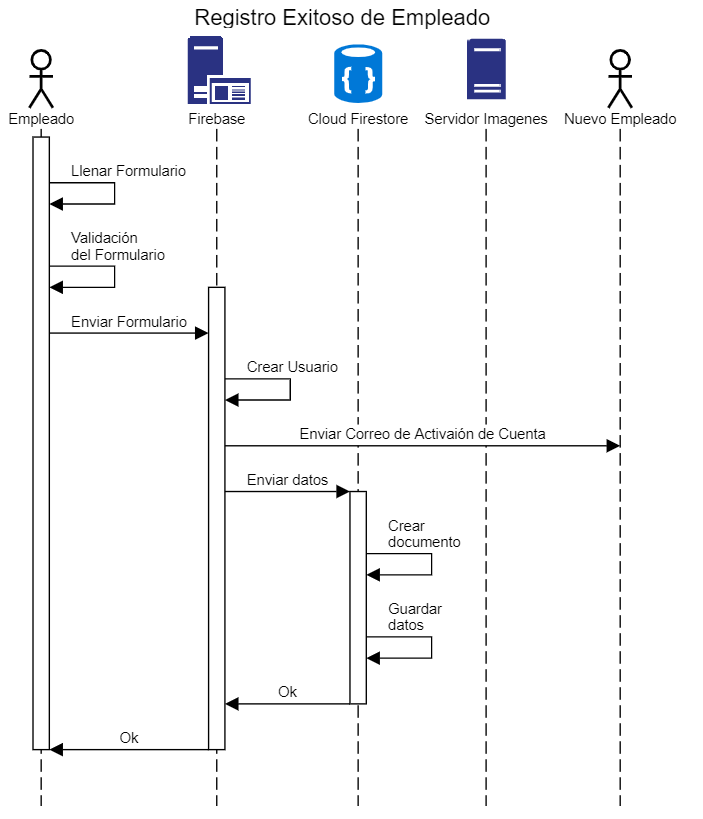 Registro Exitoso de Empleado
Empleado
Firebase
Cloud Firestore
Servidor Imagenes
Nuevo Empleado
Llenar Formulario
Validación
del Formulario
Enviar Formulario
Crear Usuario
Enviar Correo de Activaión de Cuenta
Enviar datos
Crear
documento
Guardar
datos
Ok
Ok